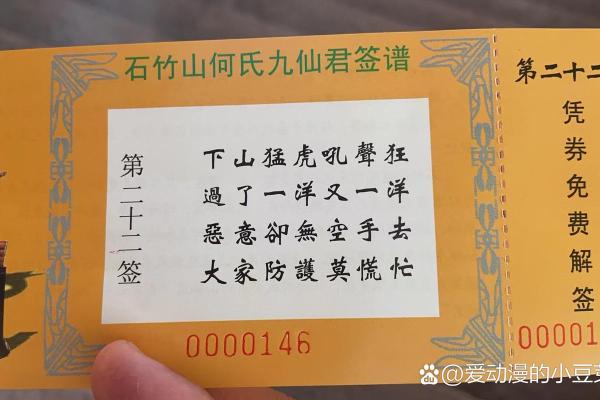 石竹山何氏九仙君签谱
第二十二签
下山猛虎吼聲狂
過了一洋又一洋
惡意卻無空手去
大家防護莫慌忙
0000146
第二十二
凭券免费解签
00001
@爱动漫的小豆